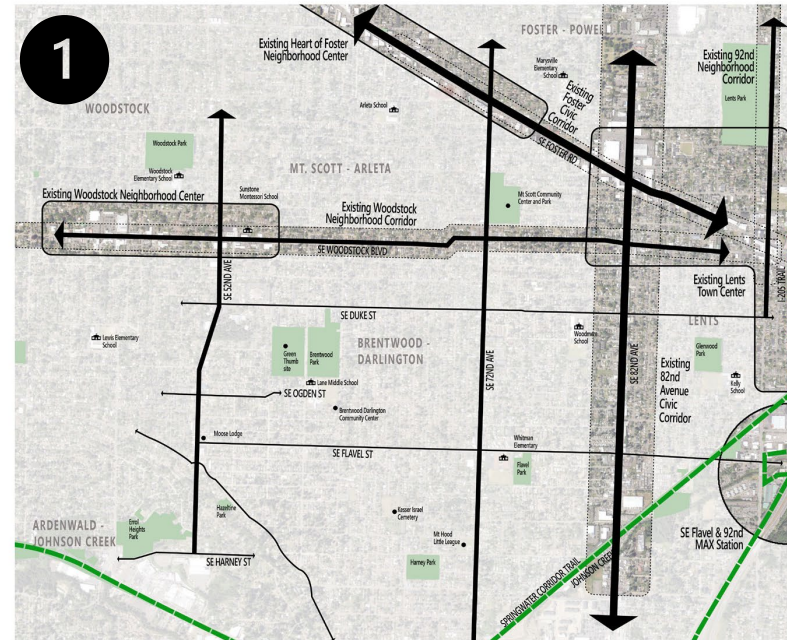 1
Existing Heart of Foster
Neighborhood Center
FOSTER - POWELL
Marysville
Elementary
School
Existing 92nd
Neighborhood
Corridor
Lents Park
Existing
Foster
Civic
Corridor
SE FOSTER RD
WOODSTOCK
Arleta School
Woodstock Park
Woodstock
Elementary School
MT. SCOTT - ARLETA
Existing Woodstock Neighborhood Center
Sunstone
Montessori School
Existing Woodstock
Neighborhood Corridor
Mt Scott Community
Center and Park
SE WOODSTOCK BLVD
SE 52ND AVE
Existing Lents
Town Center
I-205 TRAIL
SE DUKE ST
LENTS
Lewis Elementary
School
Green
Thumb
site
Brentwood
Park
BRENTWOOD -
DARLINGTON
Woodmere
School
Glenwood
Park
Kelly
School
SE 72ND AVE
SE 82ND AVE
Existing
82nd
Avenue
Civic
Corridor
Lane Middle School
SE OGDEN ST
Brentwood Darlington
Community Center
Moose Lodge
SE FLAVEL ST
Whitman
Elementary
Flavel
Park
Hazeltine
Park
Kesser Israel
Cemetery
ARDENWALD -
JOHNSON CREEK
Errol
Heights
Park
Mt Hood
Little League
SE Flavel & 92nd
MAX Station
SE HARNEY ST
Harney Park
SPRINGWATER CORRIDOR TRAIL
JOHNSON CREEK